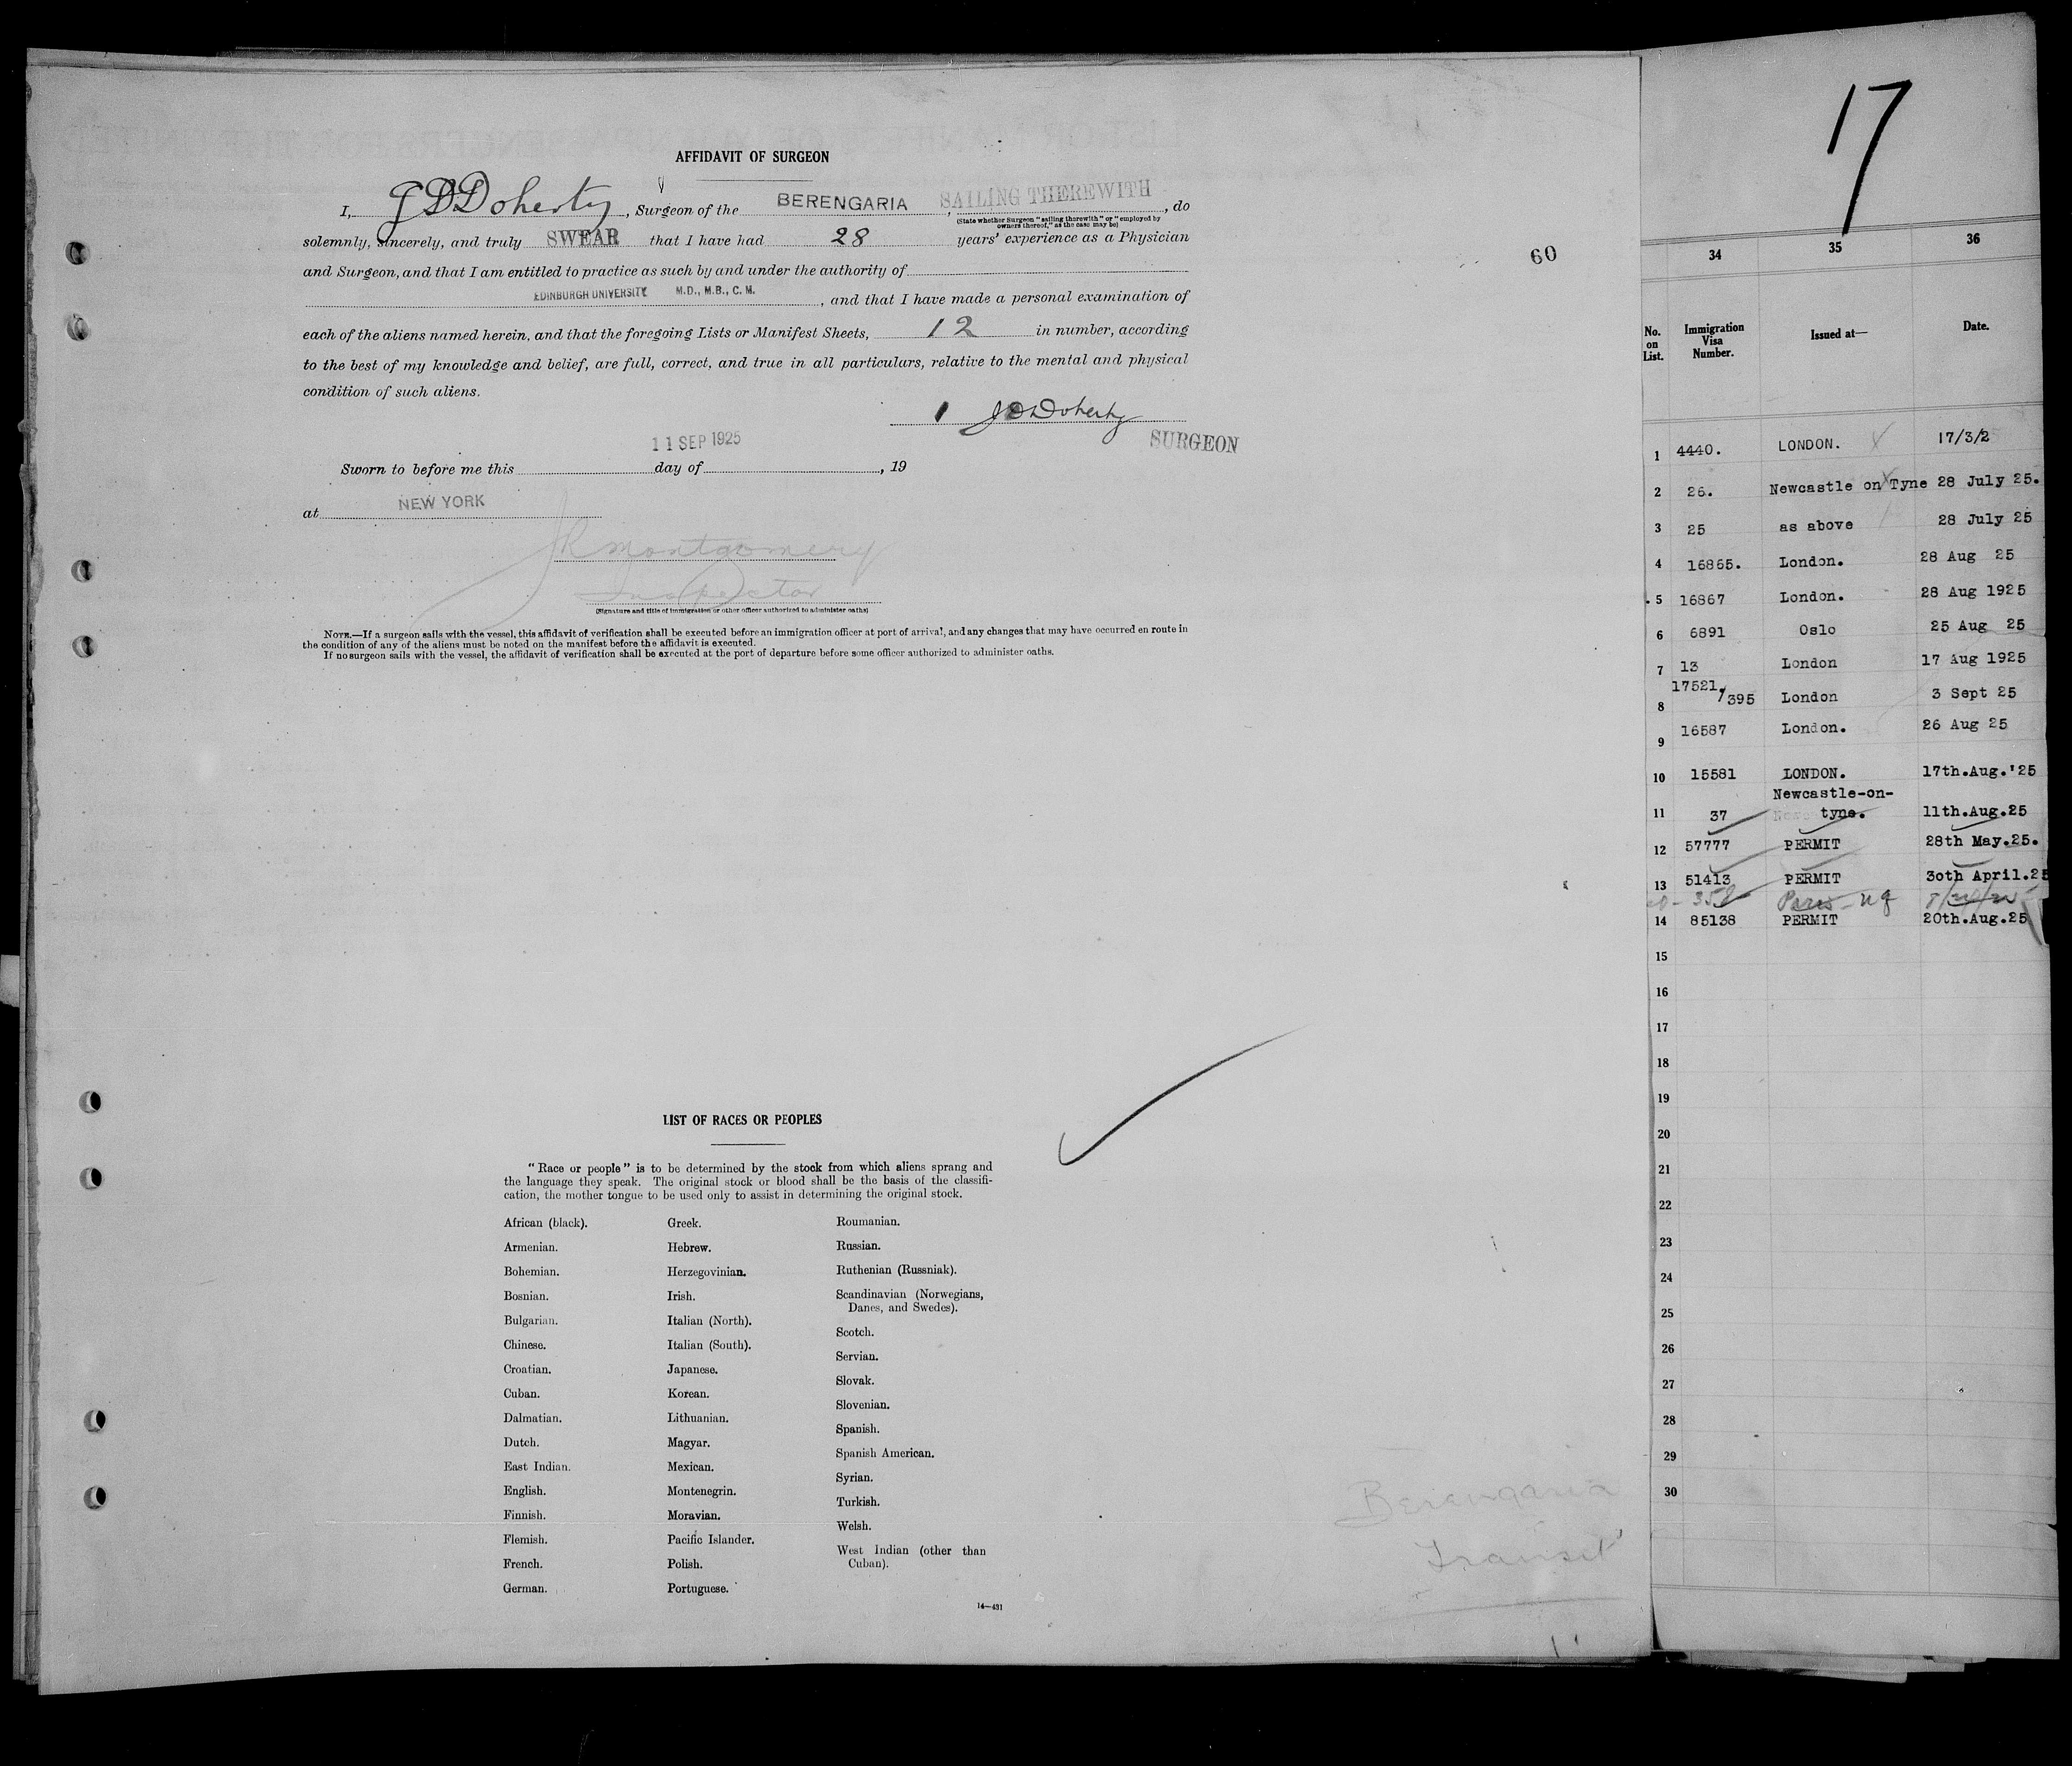 AFFIDAVIT OF SURGEON
I, J D Doherty, Surgeon of the BERENGARIA, SAILING THEREWITH, do
(State whether Surgeon "sailing therewith" or "employed by
owners thereof," as the case may be)
solemnly, sincerely, and truly SWEAR that I have had 28 years' experience as a Physician
and Surgeon, and that I am entitled to practice as such by and under the authority of
EDINBURGH UNIVERSITY M.D., M.B., C.M., and that I have made a personal examination of
each of the aliens named herein, and that the foregoing Lists or Manifest Sheets, 12 in number, according
to the best of my knowledge and belief, are full, correct, and true in all particulars, relative to the mental and physical
condition of such aliens.
J D Doherty
SURGEON
11 SEP 1925
Sworn to before me this day of , 19
at NEW YORK
JR Montgomery
Inspector
(Signature and title of immigration or other officer authorized to administer oaths)
NOTE.—If a surgeon sails with the vessel, this affidavit of verification shall be executed before an immigration officer at port of arrival, and any changes that may have occurred en route in
the condition of any of the aliens must be noted on the manifest before the affidavit is executed.
If no surgeon sails with the vessel, the affidavit of verification shall be executed at the port of departure before some officer authorized to administer oaths.
60
LIST OF RACES OR PEOPLES
"Race or people" is to be determined by the stock from which aliens sprang and
the language they speak. The original stock or blood shall be the basis of the classifi-
cation, the mother tongue to be used only to assist in determining the original stock.
African (black).
Armenian.
Bohemian.
Bosnian.
Bulgarian.
Chinese.
Croatian.
Cuban.
Dalmatian.
Dutch.
East Indian.
English.
Finnish.
Flemish.
French.
German.
Greek.
Hebrew.
Herzegovinian.
Irish.
Italian (North).
Italian (South).
Japanese.
Korean.
Lithuanian.
Magyar.
Mexican.
Montenegrin.
Moravian.
Pacific Islander.
Polish.
Portuguese.
Roumanian.
Russian.
Ruthenian (Russniak).
Scandinavian (Norwegians,
Danes, and Swedes).
Scotch.
Servian.
Slovak.
Slovenian.
Spanish.
Spanish American.
Syrian.
Turkish.
Welsh.
West Indian (other than
Cuban).
14—431
Berengaria
Transit
17
34 35 36
No. on List. Immigration Visa Number. Issued at— Date.
1 4440. LONDON. 17/3/2
2 26. Newcastle on Tyne 28 July 25.
3 25 as above 28 July 25
4 16865. London. 28 Aug 25
5 16867 London. 28 Aug 1925
6 6891 Oslo 25 Aug 25
7 13 London 17 Aug 1925
8 17521/395 London 3 Sept 25
9 16587 London. 26 Aug 25
10 15581 LONDON. 17th.Aug.'25
Newcastle-on-
11 37 tyne. 11th.Aug.25
12 57777 PERMIT 28th May.25.
13 51413 PERMIT 3oth April.25
Paris
14 85138 PERMIT 20th.Aug.25
15
16
17
18
19
20
21
22
23
24
25
26
27
28
29
30